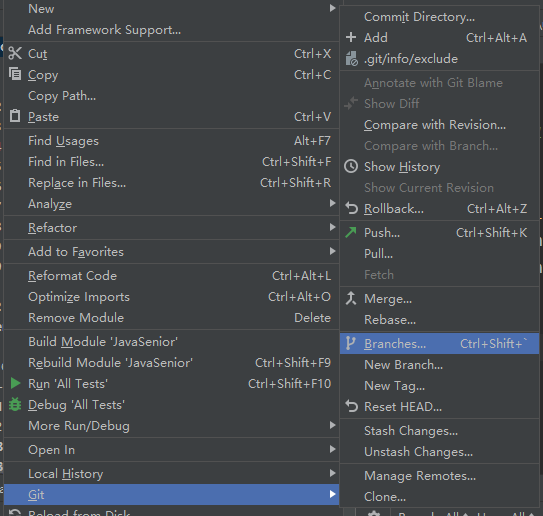 New
Add Framework Support...
Cut Ctrl+X
Copy Ctrl+C
Copy Path...
Paste Ctrl+V
Find Usages Alt+F7
Find in Files... Ctrl+Shift+F
Replace in Files... Ctrl+Shift+R
Analyze
Refactor
Add to Favorites
Reformat Code Ctrl+Alt+L
Optimize Imports Ctrl+Alt+O
Remove Module Delete
Build Module 'JavaSenior'
Rebuild Module 'JavaSenior' Ctrl+Shift+F9
Run 'All Tests' Ctrl+Shift+F10
Debug 'All Tests'
More Run/Debug
Open In
Local History
Git
Reload from Disk
Commit Directory...
Add Ctrl+Alt+A
.git/info/exclude
Annotate with Git Blame
Show Diff
Compare with Revision...
Compare with Branch...
Show History
Show Current Revision
Rollback... Ctrl+Alt+Z
Push... Ctrl+Shift+K
Pull...
Fetch
Merge...
Rebase...
Branches... Ctrl+Shift+`
New Branch...
New Tag...
Reset HEAD...
Stash Changes...
Unstash Changes...
Manage Remotes...
Clone...